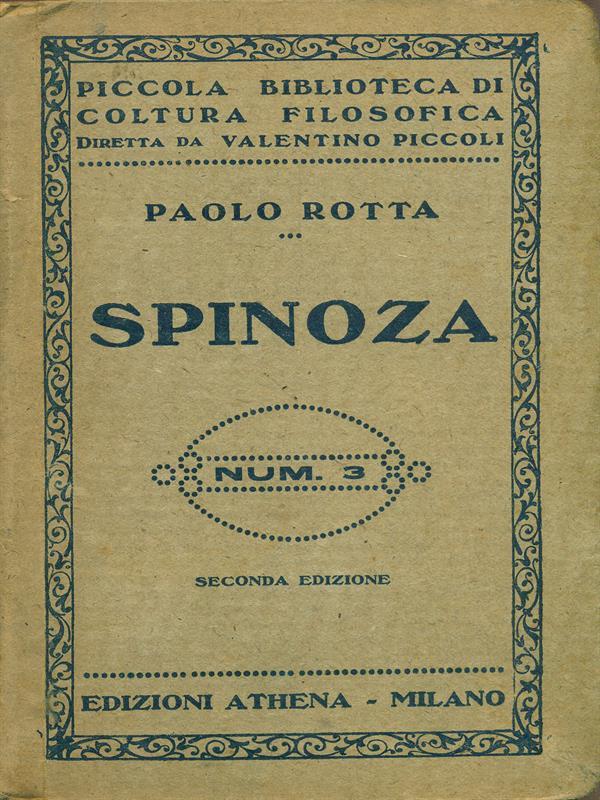 PICCOLA BIBLIOTECA DI
COLTURA FILOSOFICA
DIRETTA DA VALENTINO PICCOLI
PAOLO ROTTA
SPINOZA
NUM. 3
SECONDA EDIZIONE
EDIZIONI ATHENA - MILANO